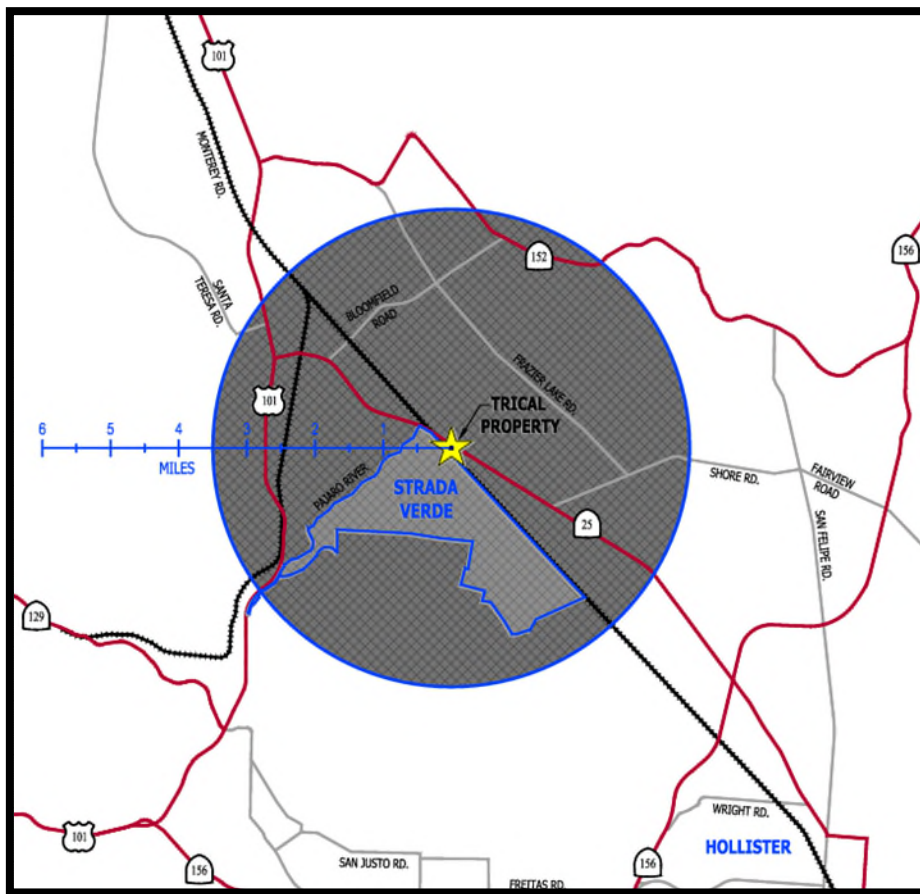 101
MONTEREY RD.
152
156
SANTA
TERESA RD.
BLOOMFIELD
ROAD
FRAZIER LAKE RD.
101
TRICAL
PROPERTY
6 5 4 3 2 1
MILES
PAJARO RIVER
STRADA
VERDE
SHORE RD.
FAIRVIEW
ROAD
25
SAN FELIPE RD.
129
WRIGHT RD.
101
HOLLISTER
156
SAN JUSTO RD.
156
FREITAS RD.